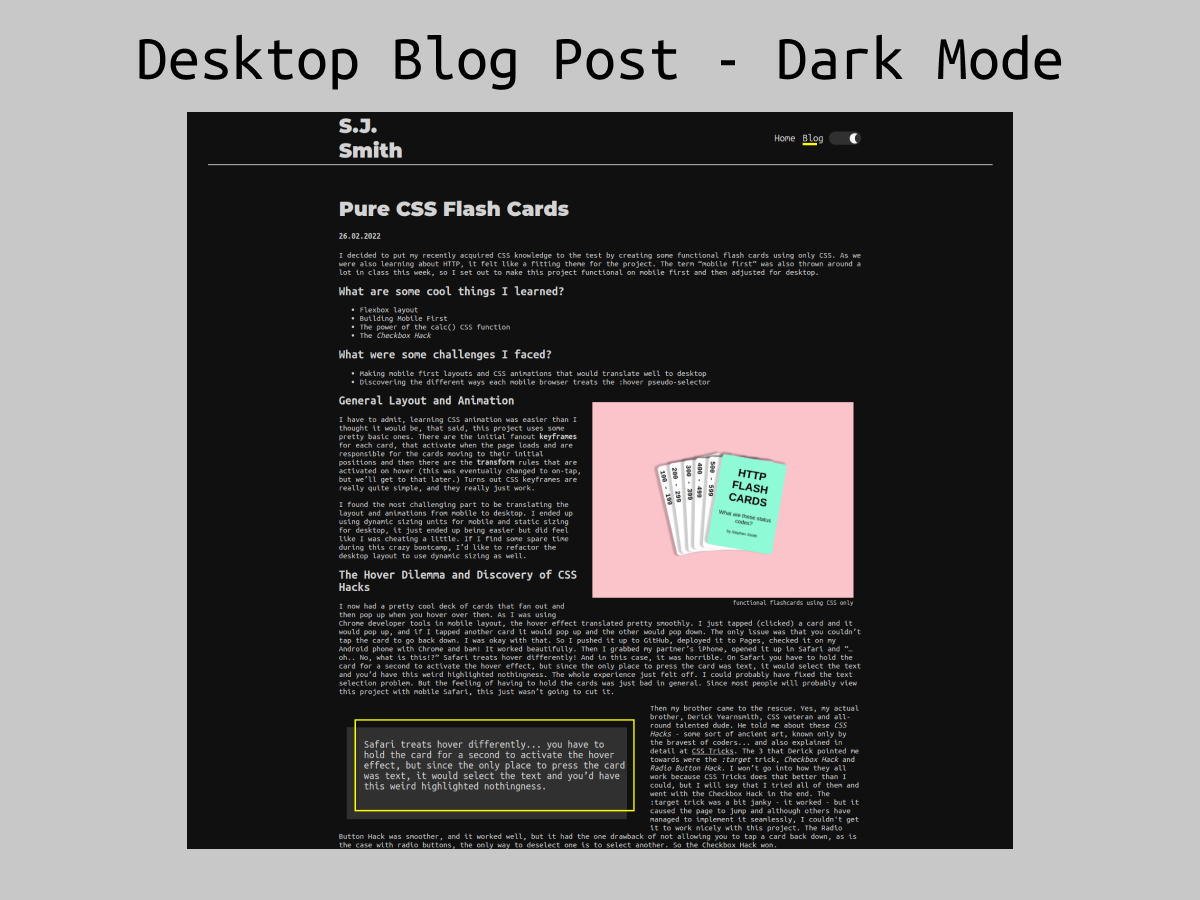 Desktop Blog Post - Dark Mode
S.J.
Smith
Home Blog
Pure CSS Flash Cards
26.02.2022
I decided to put my recently acquired CSS knowledge to the test by creating some functional flash cards using only CSS. As we
were also learning about HTTP, it felt like a fitting theme for the project. The term “mobile first” was also thrown around a
lot in class this week, so I set out to make this project functional on mobile first and then adjusted for desktop.
What are some cool things I learned?
• Flexbox layout
• Building Mobile First
• The power of the calc() CSS function
• The Checkbox Hack
What were some challenges I faced?
• Making mobile first layouts and CSS animations that would translate well to desktop
• Discovering the different ways each mobile browser treats the :hover pseudo-selector
General Layout and Animation
I have to admit, learning CSS animation was easier than I
thought it would be, that said, this project uses some
pretty basic ones. There are the initial fanout keyframes
for each card, that activate when the page loads and are
responsible for the cards moving to their initial
positions and then there are the transform rules that are
activated on hover (this was eventually changed to on-tap,
but we’ll get to that later.) Turns out CSS keyframes are
really quite simple, and they really just work.
I found the most challenging part to be translating the
layout and animations from mobile to desktop. I ended up
using dynamic sizing units for mobile and static sizing
for desktop, it just ended up being easier but did feel
like I was cheating a little. If I find some spare time
during this crazy bootcamp, I’d like to refactor the
desktop layout to use dynamic sizing as well.
100 - 199
200 - 299
300 - 399
400 - 499
500 - 599
HTTP
FLASH
CARDS
What are these status
codes?
by Stephen Smith
functional flashcards using CSS only
The Hover Dilemma and Discovery of CSS
Hacks
I now had a pretty cool deck of cards that fan out and
then pop up when you hover over them. As I was using
Chrome developer tools in mobile layout, the hover effect translated pretty smoothly. I just tapped (clicked) a card and it
would pop up, and if I tapped another card it would pop up and the other would pop down. The only issue was that you couldn’t
tap the card to go back down. I was okay with that. So I pushed it up to GitHub, deployed it to Pages, checked it on my
Android phone with Chrome and bam! It worked beautifully. Then I grabbed my partner’s iPhone, opened it up in Safari and “…
oh.. No, what is this!?” Safari treats hover differently! And in this case, it was horrible. On Safari you have to hold the
card for a second to activate the hover effect, but since the only place to press the card was text, it would select the text
and you’d have this weird highlighted nothingness. The whole experience just felt off. I could probably have fixed the text
selection problem. But the feeling of having to hold the cards was just bad in general. Since most people will probably view
this project with mobile Safari, this just wasn’t going to cut it.
Safari treats hover differently... you have to
hold the card for a second to activate the hover
effect, but since the only place to press the card
was text, it would select the text and you’d have
this weird highlighted nothingness.
Then my brother came to the rescue. Yes, my actual
brother, Derick Yearnsmith, CSS veteran and all-
round talented dude. He told me about these CSS
Hacks - some sort of ancient art, known only by
the bravest of coders... and also explained in
detail at CSS Tricks. The 3 that Derick pointed me
towards were the :target trick, Checkbox Hack and
Radio Button Hack. I won’t go into how they all
work because CSS Tricks does that better than I
could, but I will say that I tried all of them and
went with the Checkbox Hack in the end. The
:target trick was a bit janky - it worked - but it
caused the page to jump and although others have
managed to implement it seamlessly, I couldn't get
it to work nicely with this project. The Radio
Button Hack was smoother, and it worked well, but it had the one drawback of not allowing you to tap a card back down, as is
the case with radio buttons, the only way to deselect one is to select another. So the Checkbox Hack won.